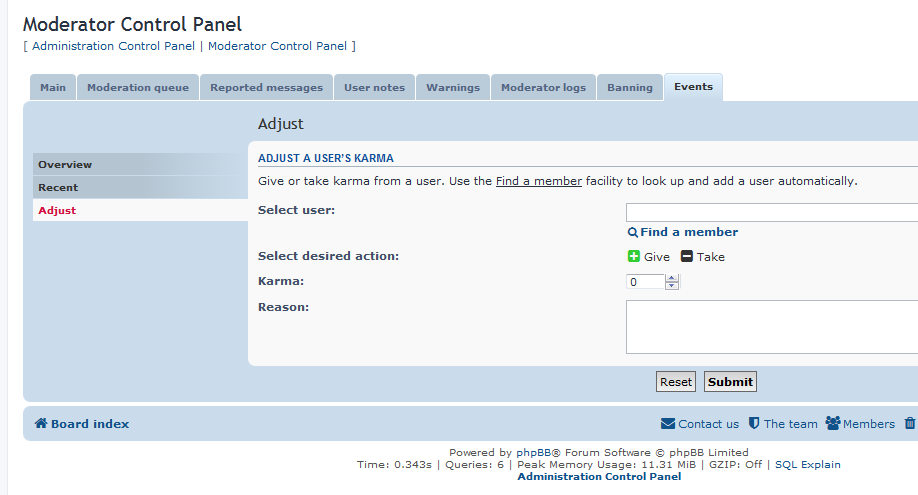 Moderator Control Panel
[ Administration Control Panel | Moderator Control Panel ]
Main Moderation queue Reported messages User notes Warnings Moderator logs Banning Events
Overview
Recent
Adjust
Adjust
ADJUST A USER'S KARMA
Give or take karma from a user. Use the Find a member facility to look up and add a user automatically.
Select user:
Find a member
Select desired action: Give Take
Karma: 0
Reason:
Reset Submit
Board index Contact us The team Members
Powered by phpBB® Forum Software © phpBB Limited
Time: 0.343s | Queries: 6 | Peak Memory Usage: 11.31 MiB | GZIP: Off | SQL Explain
Administration Control Panel